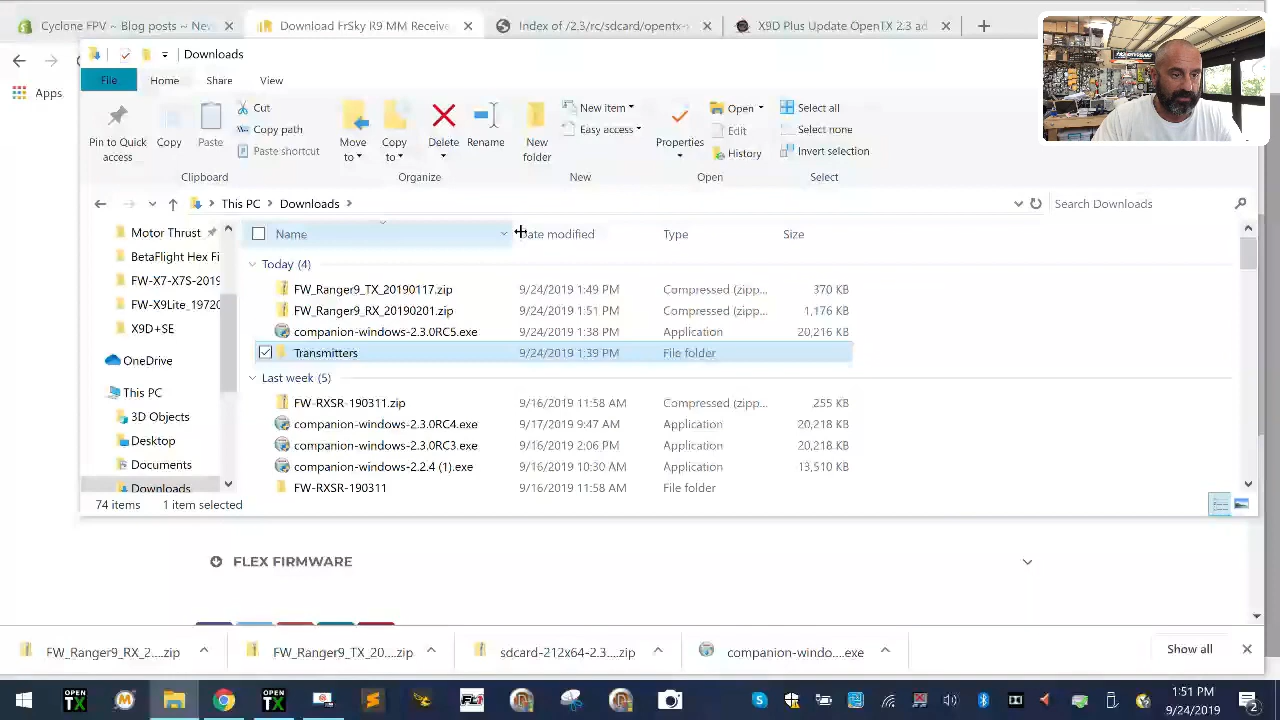 Cyclone FPV ~ Blog posts ~ Nev
Download FrSky R9 MM Receive
Index of /2.3/rc/sdcard/opentx-
X9D Plus Update OpenTX 2.3 ad
Downloads
Apps
File
Home
Share
View
Pin to Quick access
Copy
Paste
Cut
Copy path
Paste shortcut
Clipboard
Move to
Copy to
Delete
Rename
Organize
New folder
New item
Easy access
New
Properties
Open
Edit
History
Open
Select all
Select none
Invert selection
Select
This PC > Downloads >
Search Downloads
Name
Date modified
Type
Size
Motor Thrust
BetaFlight Hex Fi
FW-X7-X7S-2019
FW-X9Lite_19720
X9D+SE
OneDrive
This PC
3D Objects
Desktop
Documents
Downloads
Today (4)
FW_Ranger9_TX_20190117.zip 9/24/2019 1:49 PM Compressed (zipp... 370 KB
FW_Ranger9_RX_20190201.zip 9/24/2019 1:51 PM Compressed (zipp... 1,176 KB
companion-windows-2.3.0RC5.exe 9/24/2019 1:38 PM Application 20,216 KB
Transmitters 9/24/2019 1:39 PM File folder
Last week (5)
FW-RXSR-190311.zip 9/16/2019 11:58 AM Compressed (zipp... 255 KB
companion-windows-2.3.0RC4.exe 9/17/2019 9:47 AM Application 20,218 KB
companion-windows-2.3.0RC3.exe 9/16/2019 2:06 PM Application 20,218 KB
companion-windows-2.2.4 (1).exe 9/16/2019 10:30 AM Application 13,510 KB
FW-RXSR-190311 9/16/2019 11:58 AM File folder
74 items 1 item selected
FLEX FIRMWARE
FW_Ranger9_RX_2....zip
FW_Ranger9_TX_20....zip
sdcard-212x64-2.3....zip
companion-windo....exe
Show all
OPEN TX
OPEN TX
1:51 PM
9/24/2019
2